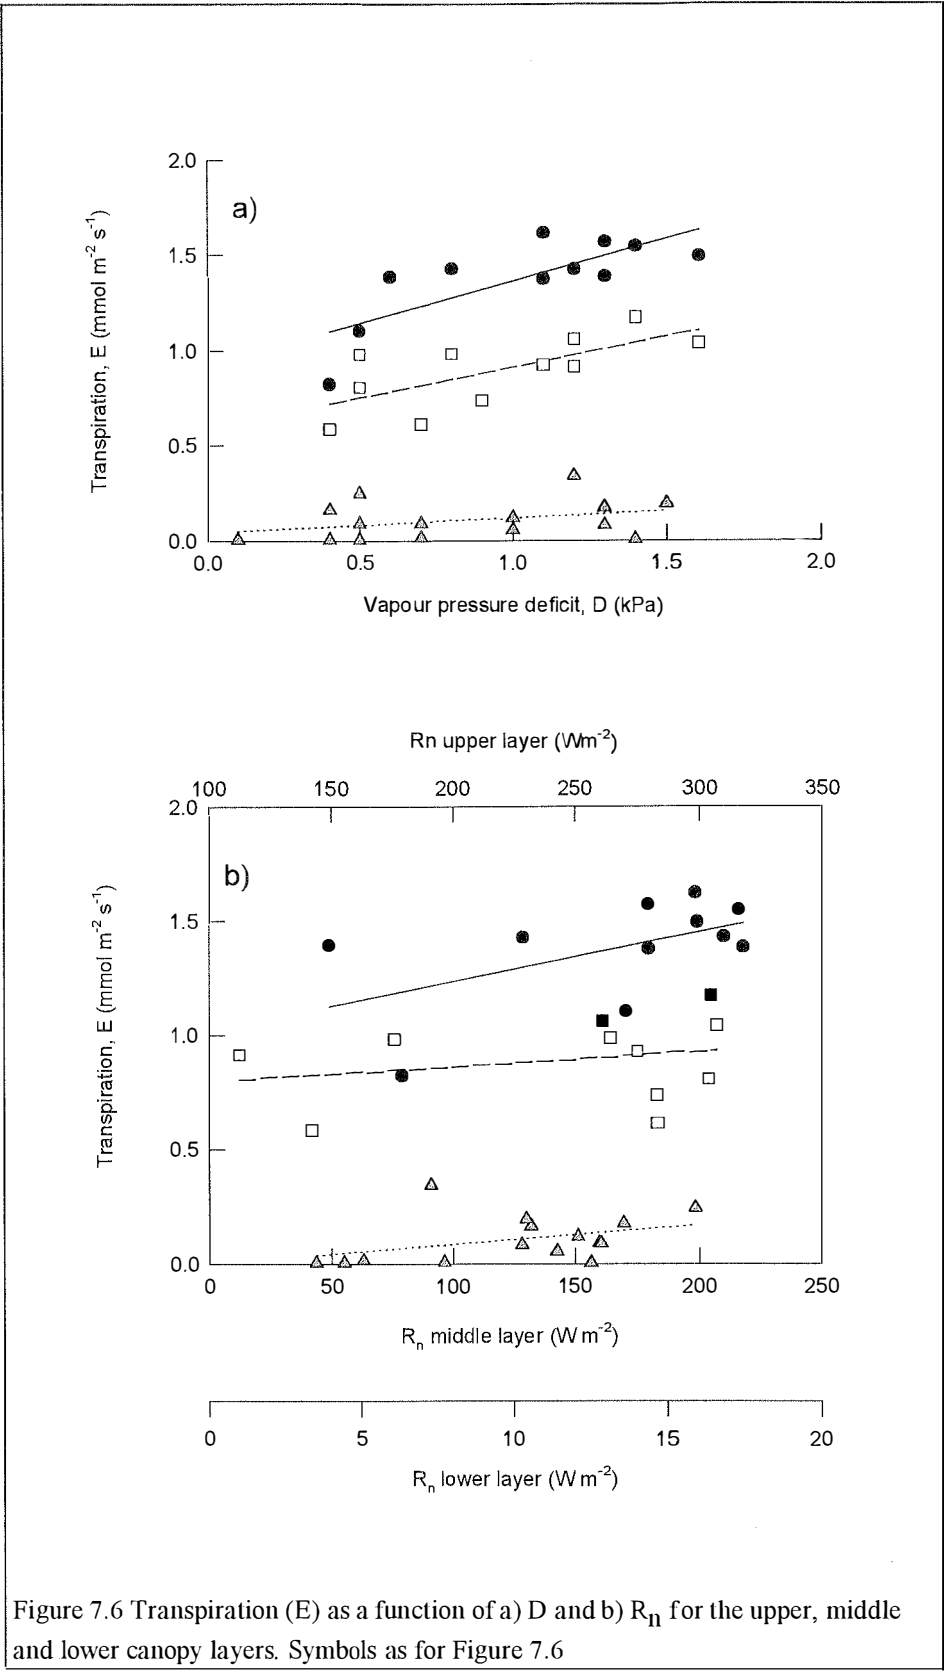 2.0
a)
1.5
1.0
0.5
0.0
Transpiration, E (mmol m-2 s-1)
0.0 0.5 1.0 1.5 2.0
Vapour pressure deficit, D (kPa)
Rn upper layer (Wm-2)
100 150 200 250 300 350
2.0
b)
1.5
1.0
0.5
0.0
Transpiration, E (mmol m-2 s-1)
0 50 100 150 200 250
Rn middle layer (W m-2)
0 5 10 15 20
Rn lower layer (W m-2)
Figure 7.6 Transpiration (E) as a function of a) D and b) Rn for the upper, middle
and lower canopy layers. Symbols as for Figure 7.6